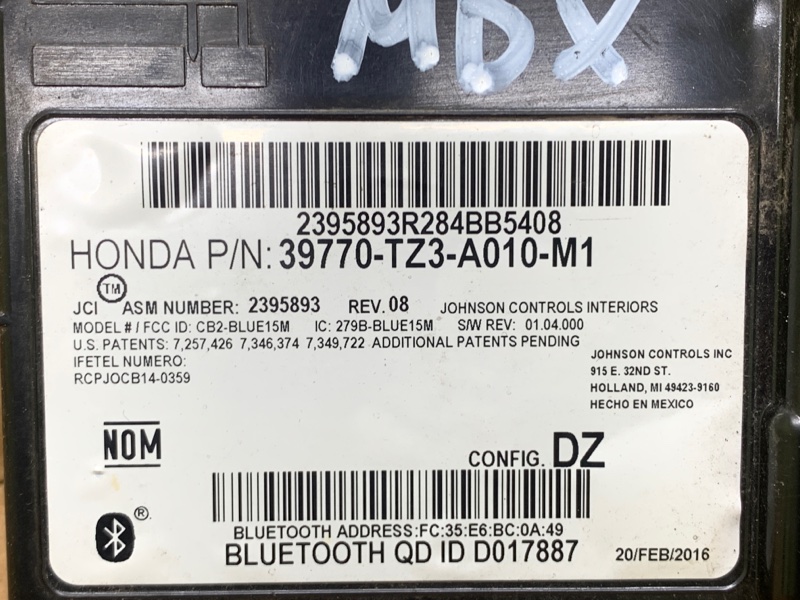 MDX
2395893R284BB5408
HONDA P/N: 39770-TZ3-A010-M1
TM
JCI ASM NUMBER: 2395893 REV. 08 JOHNSON CONTROLS INTERIORS
MODEL # / FCC ID: CB2-BLUE15M IC: 279B-BLUE15M S/W REV: 01.04.000
U.S. PATENTS: 7,257,426 7,346,374 7,349,722 ADDITIONAL PATENTS PENDING
IFETEL NUMERO:
RCPJOCB14-0359
JOHNSON CONTROLS INC
915 E. 32ND ST.
HOLLAND, MI 49423-9160
HECHO EN MEXICO
NOM
CONFIG. DZ
®.
BLUETOOTH ADDRESS:FC:35:E6:BC:0A:49
BLUETOOTH QD ID D017887
20/FEB/2016